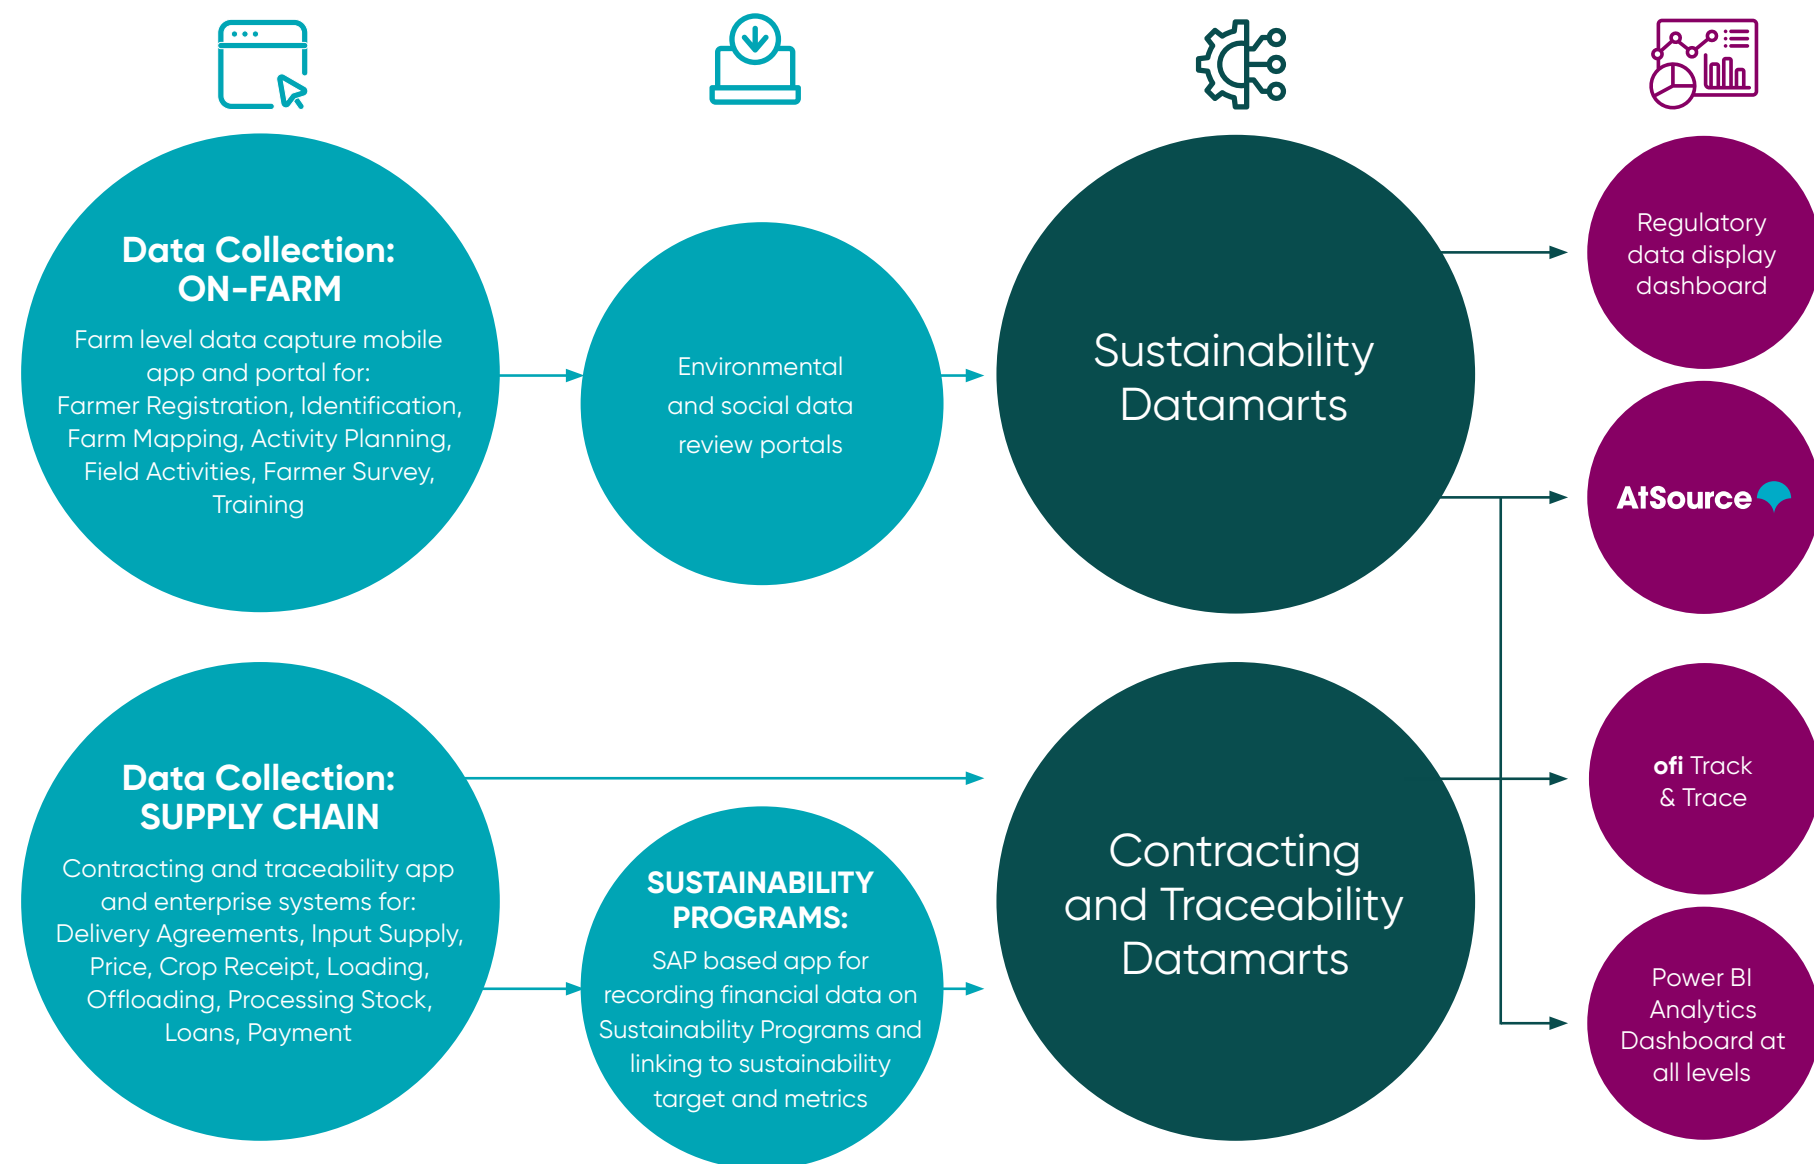 Data Collection:
ON-FARM
Farm level data capture mobile
app and portal for:
Farmer Registration, Identification,
Farm Mapping, Activity Planning,
Field Activities, Farmer Survey,
Training
Environmental
and social data
review portals
Sustainability
Datamarts
Regulatory
data display
dashboard
AtSource
Data Collection:
SUPPLY CHAIN
Contracting and traceability app
and enterprise systems for:
Delivery Agreements, Input Supply,
Price, Crop Receipt, Loading,
Offloading, Processing Stock,
Loans, Payment
SUSTAINABILITY
PROGRAMS:
SAP based app for
recording financial data on
Sustainability Programs and
linking to sustainability
target and metrics
Contracting
and Traceability
Datamarts
ofi Track
& Trace
Power BI
Analytics
Dashboard at
all levels